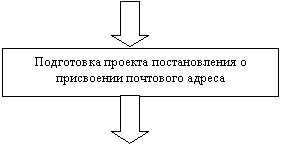 Подготовка проекта постановления о
присвоении почтового адреса